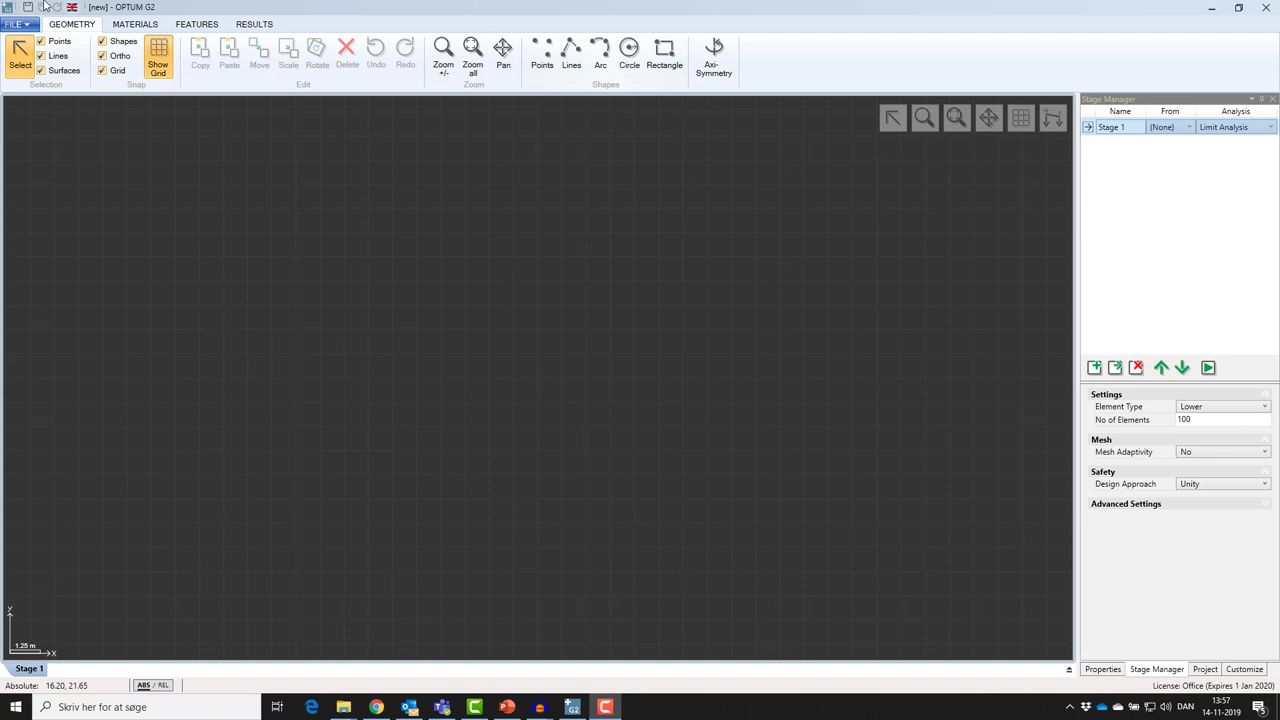 [new] - OPTUM G2
FILE GEOMETRY MATERIALS FEATURES RESULTS
Select
Points
Lines
Surfaces
Selection
Shapes
Ortho
Grid
Show Grid
Snap
Copy Paste Move Scale Rotate Delete Undo Redo
Edit
Zoom +/- Zoom all Pan
Zoom
Points Lines Arc Circle Rectangle
Shapes
Axi-Symmetry
Stage Manager
Name From Analysis
Stage 1 (None) Limit Analysis
Settings
Element Type Lower
No of Elements 100
Mesh
Mesh Adaptivity No
Safety
Design Approach Unity
Advanced Settings
Y
1.25 m X
Stage 1
Properties Stage Manager Project Customize
Absolute: 16.20, 21.65 ABS / REL
License: Office (Expires 1 Jan 2020)
Skriv her for at søge
G2
DAN
13:57
14-11-2019